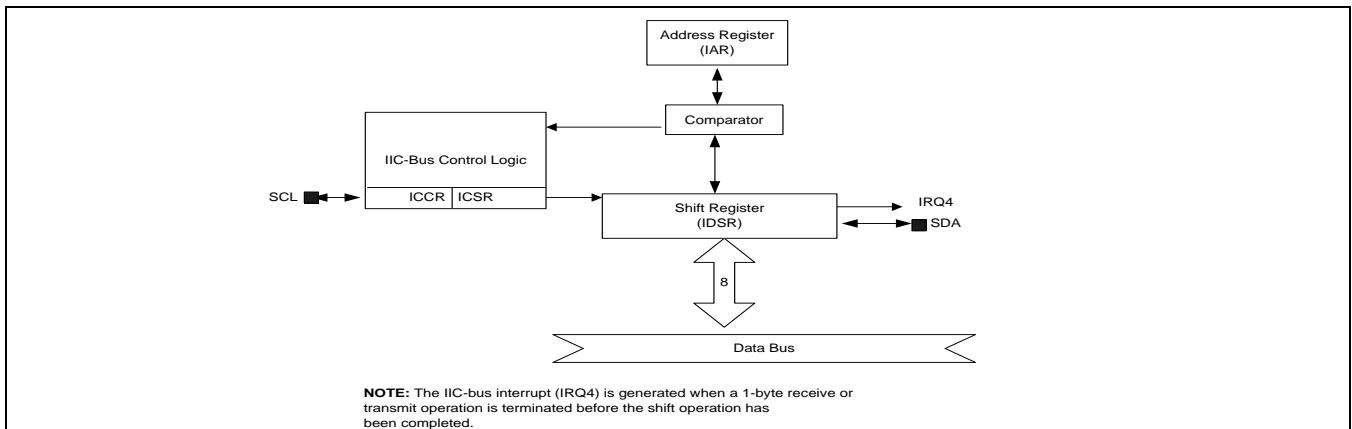 Address Register
(IAR)
Comparator
IIC-Bus Control Logic
SCL
ICCR ICSR
Shift Register
(IDSR)
IRQ4
SDA
8
Data Bus
NOTE: The IIC-bus interrupt (IRQ4) is generated when a 1-byte receive or
transmit operation is terminated before the shift operation has
been completed.